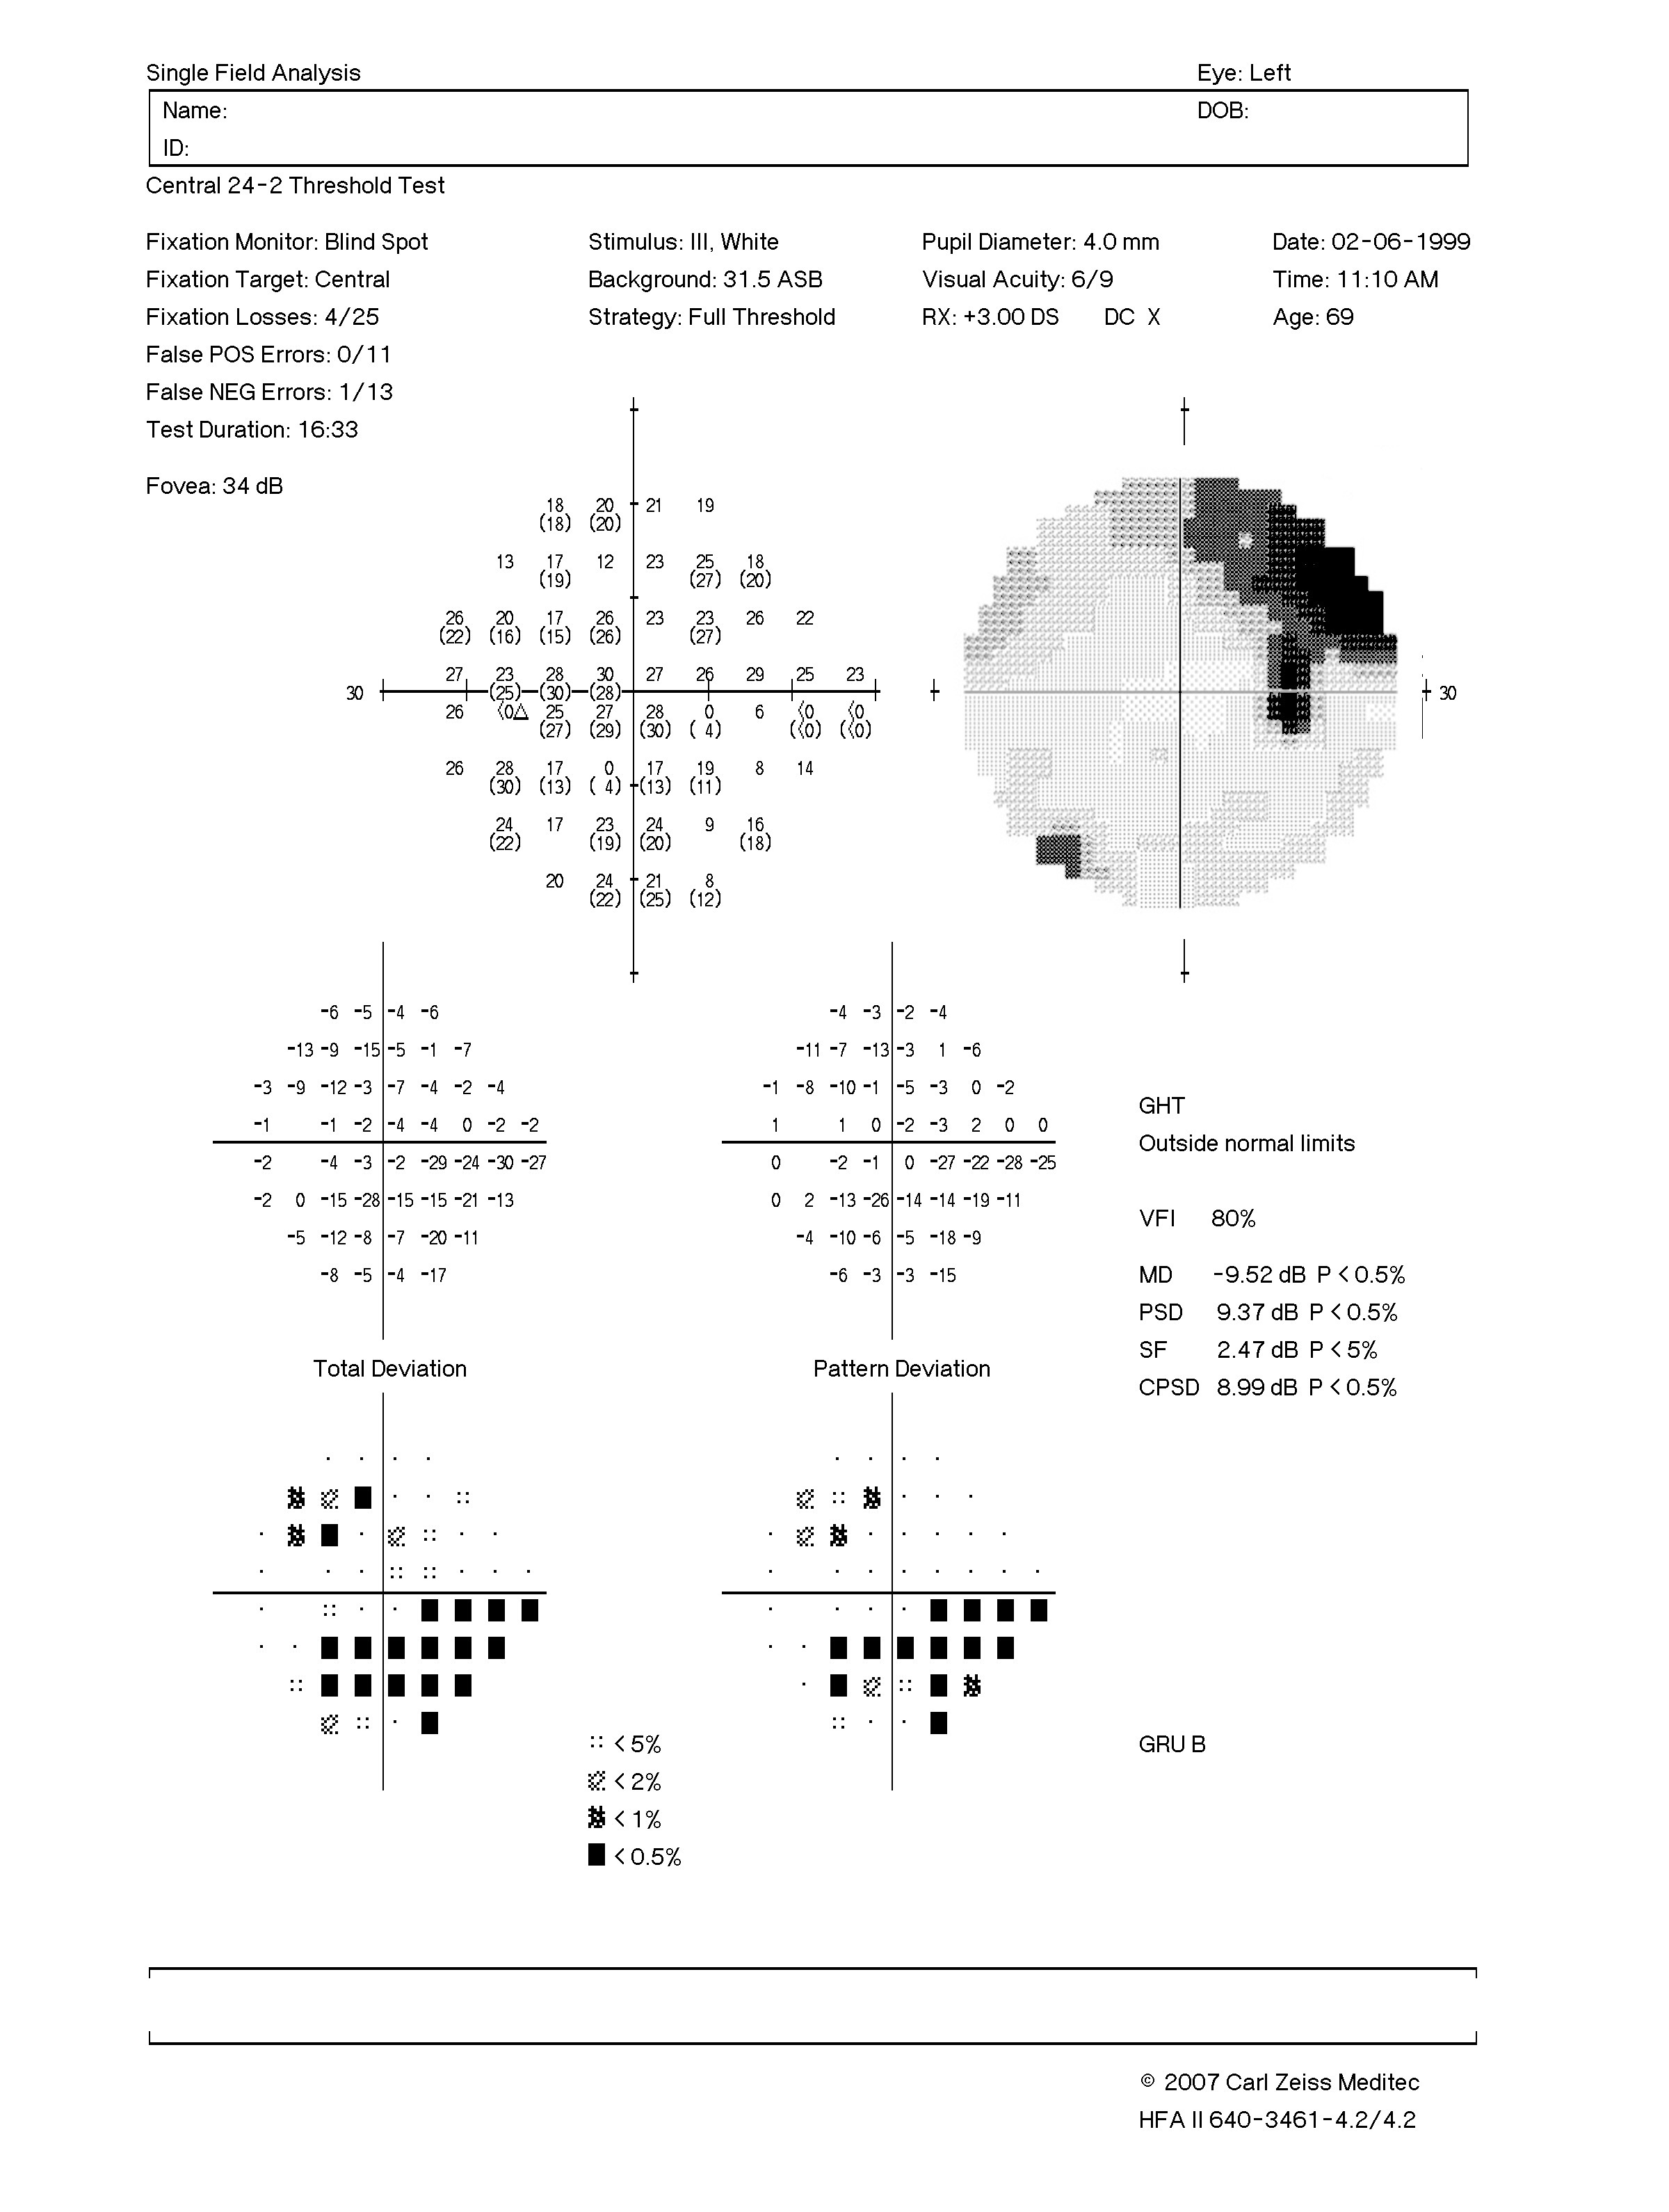 Single Field Analysis Eye: Left
Name: DOB:
ID:
Central 24-2 Threshold Test
Fixation Monitor: Blind Spot Stimulus: III, White Pupil Diameter: 4.0 mm Date: 02-06-1999
Fixation Target: Central Background: 31.5 ASB Visual Acuity: 6/9 Time: 11:10 AM
Fixation Losses: 4/25 Strategy: Full Threshold RX: +3.00 DS DC X Age: 69
False POS Errors: 0/11
False NEG Errors: 1/13
Test Duration: 16:33
Fovea: 34 dB
18 20 21 19
(18) (20)
13 17 12 23 25 18
(19) (27) (20)
26 20 17 26 23 23 26 22
(22) (16) (15) (26) (27)
27 23 28 30 27 26 29 25 23
30 (25) (30) (28) 30
26 <0 25 27 28 0 6 <0 <0
(27) (29) (30) ( 4) (<0) (<0)
26 28 17 0 17 19 8 14
(30) (13) ( 4) (13) (11)
24 17 23 24 9 16
(22) (19) (20) (18)
20 24 21 8
(22) (25) (12)
-6 -5 -4 -6 -4 -3 -2 -4
-13 -9 -15 -5 -1 -7 -11 -7 -13 -3 1 -6
-3 -9 -12 -3 -7 -4 -2 -4 -1 -8 -10 -1 -5 -3 0 -2
GHT
-1 -1 -2 -4 -4 0 -2 -2 1 1 0 -2 -3 2 0 0
Outside normal limits
-2 -4 -3 -2 -29 -24 -30 -27 0 -2 -1 0 -27 -22 -28 -25
-2 0 -15 -28 -15 -15 -21 -13 0 2 -13 -26 -14 -14 -19 -11
VFI 80%
-5 -12 -8 -7 -20 -11 -4 -10 -6 -5 -18 -9
-8 -5 -4 -17 -6 -3 -3 -15
MD -9.52 dB P < 0.5%
PSD 9.37 dB P < 0.5%
SF 2.47 dB P < 5%
Total Deviation Pattern Deviation
CPSD 8.99 dB P < 0.5%
< 5% GRU B
< 2%
< 1%
< 0.5%
© 2007 Carl Zeiss Meditec
HFA II 640-3461-4.2/4.2